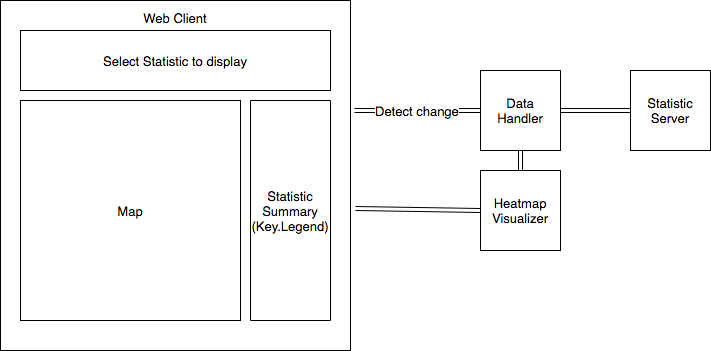 Web Client
Select Statistic to display
Detect change
Data
Handler
Statistic
Server
Map
Statistic
Summary
(Key.Legend)
Heatmap
Visualizer